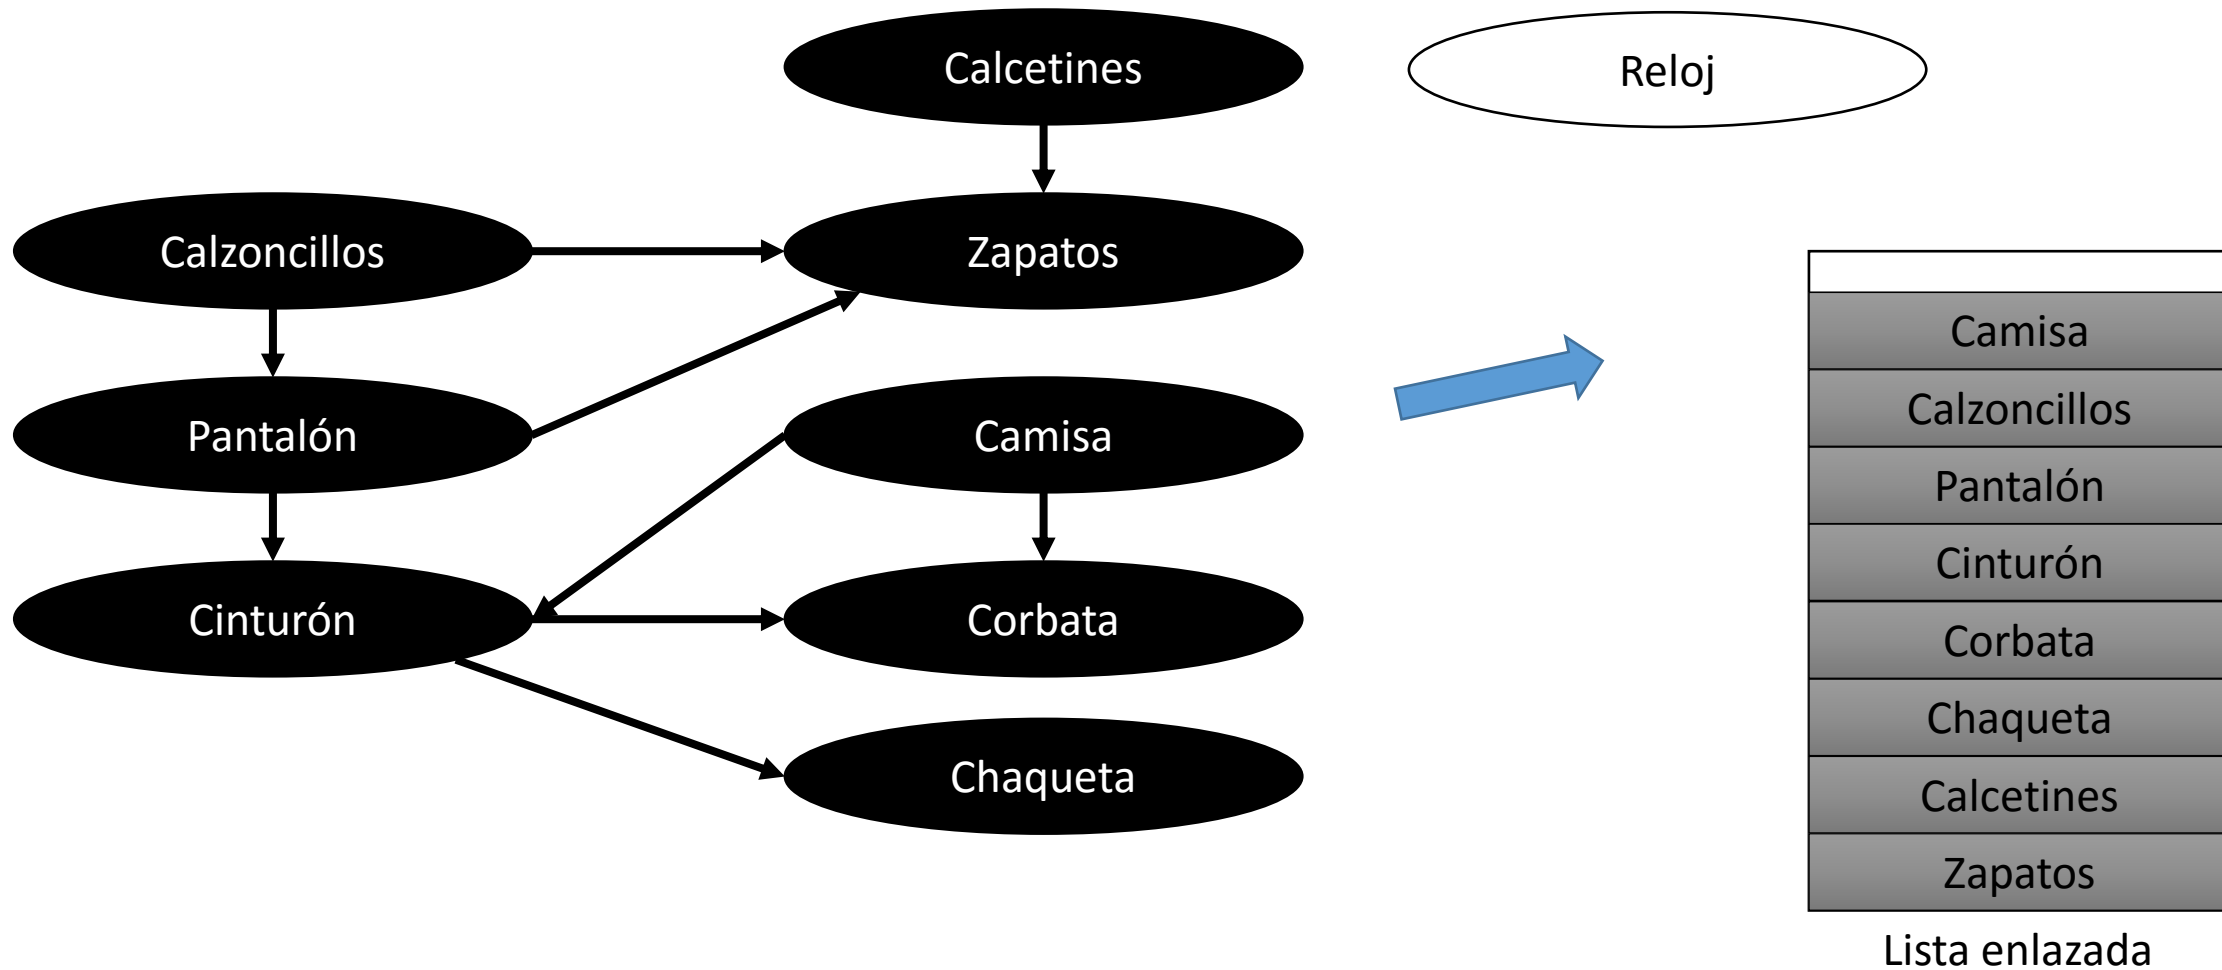 Calcetines
Reloj
Calzoncillos
Zapatos
Pantalón
Camisa
Cinturón
Corbata
Chaqueta
Camisa
Calzoncillos
Pantalón
Cinturón
Corbata
Chaqueta
Calcetines
Zapatos
Lista enlazada